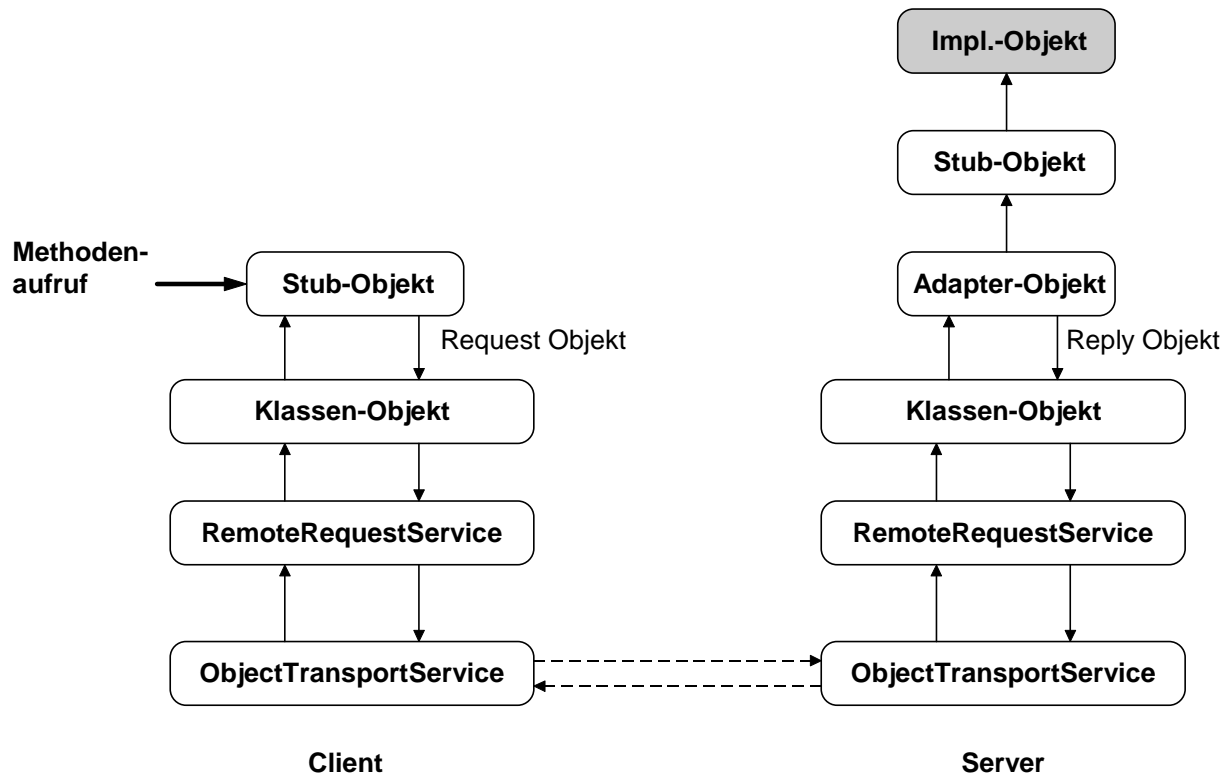 Impl.-Objekt
Stub-Objekt
Methoden-
aufruf
Stub-Objekt
Adapter-Objekt
Request Objekt
Reply Objekt
Klassen-Objekt
Klassen-Objekt
RemoteRequestService
RemoteRequestService
ObjectTransportService
ObjectTransportService
Client
Server